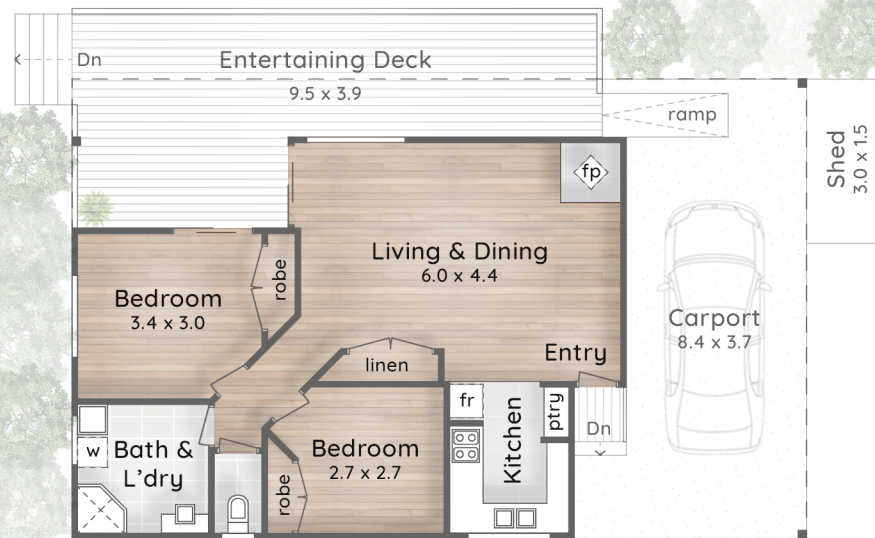 Entertaining Deck
Dn
9.5 x 3.9
ramp
Shed
3.0 x 1.5
fp
Living & Dining
6.0 x 4.4
robe
Bedroom
3.4 x 3.0
Carport
8.4 x 3.7
Entry
linen
fr
ptry
Kitchen
Dn
w
Bath &
L'dry
Bedroom
2.7 x 2.7
robe